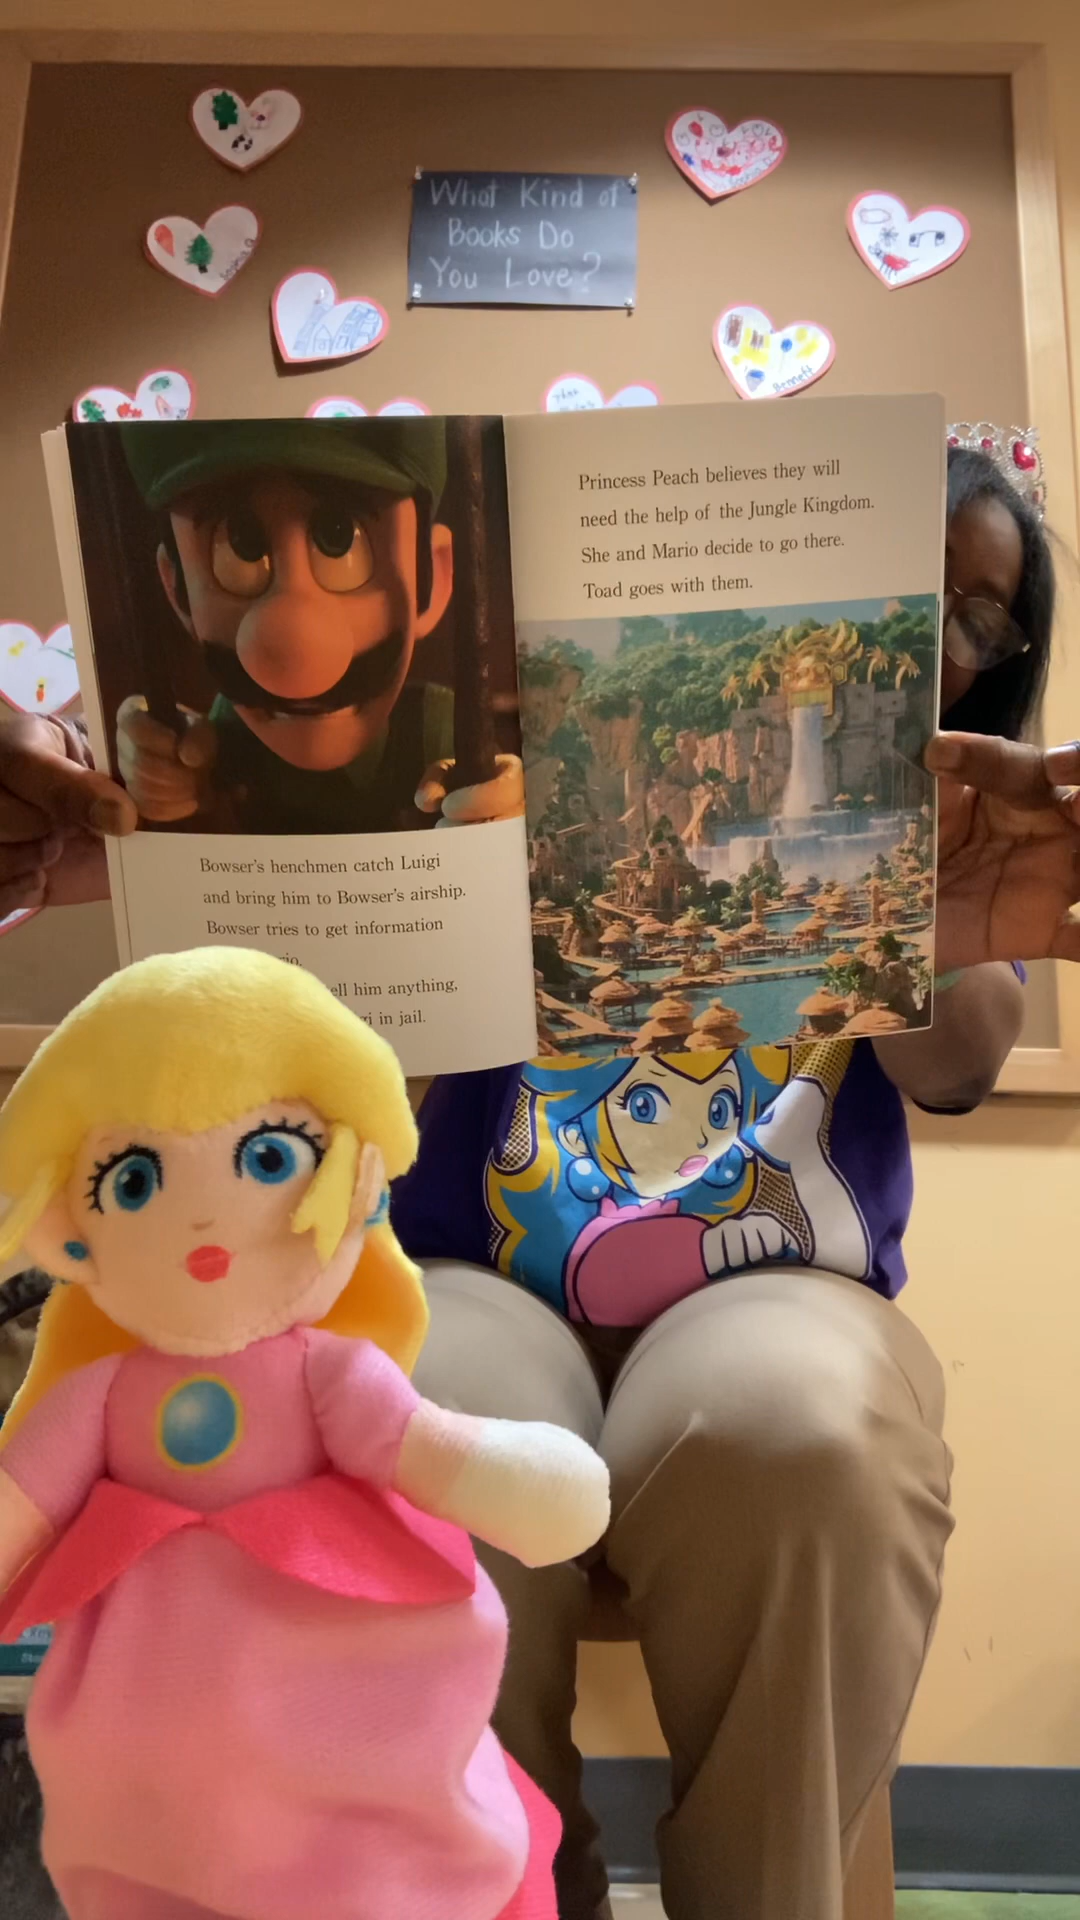 What Kind of
Books Do
You Love?
Sophia
Bennett
Bowser's henchmen catch Luigi
and bring him to Bowser's airship.
Bowser tries to get information
him anything,
in jail.
Princess Peach believes they will
need the help of the Jungle Kingdom.
She and Mario decide to go there.
Toad goes with them.